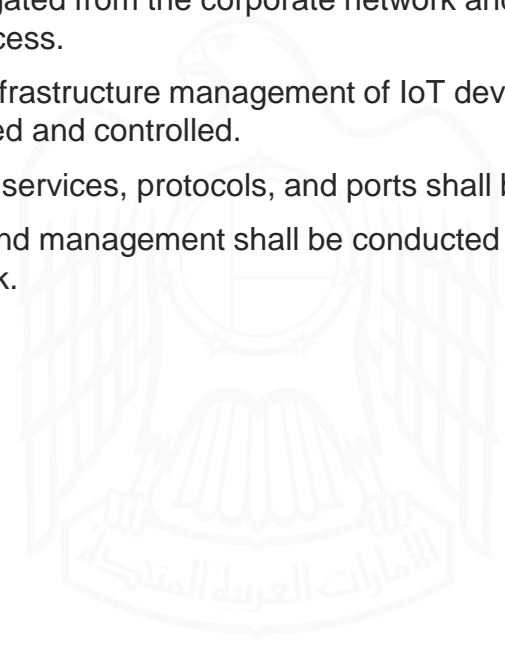 gated from the corporate network and
cess.
frastructure management of IoT dev
ed and controlled.
services, protocols, and ports shall b
nd management shall be conducted
k.
الإمارات العربية المتحدة